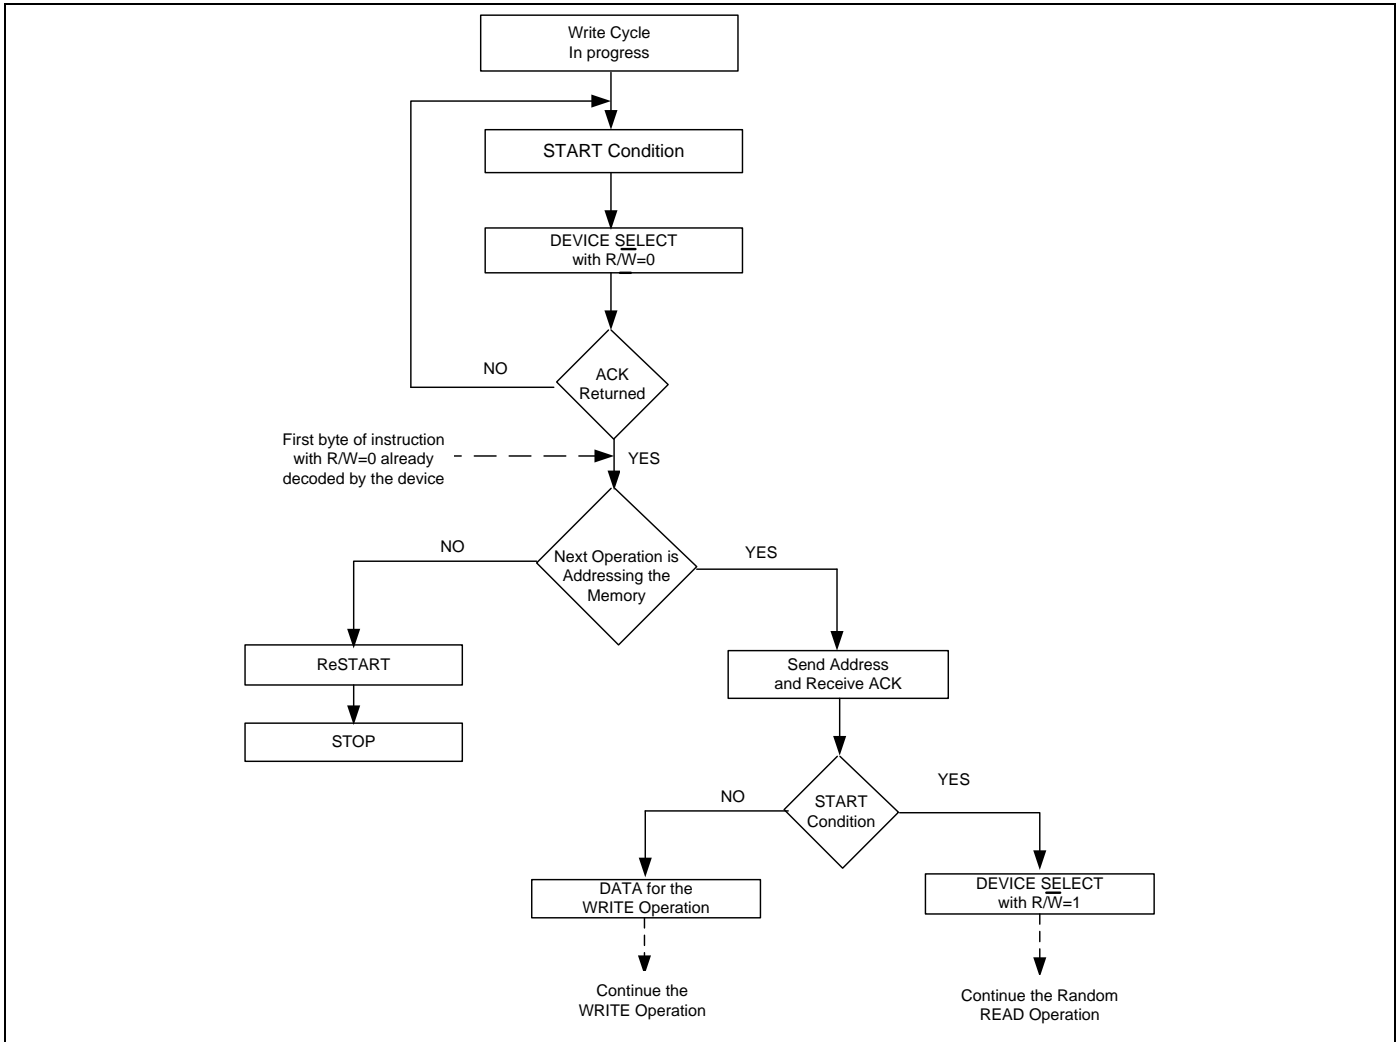 Write Cycle
In progress
START Condition
DEVICE SELECT
with R/W̅=0
NO
ACK
Returned
First byte of instruction
with R/W=0 already
decoded by the device
YES
NO
YES
Next Operation is
Addressing the
Memory
ReSTART
STOP
Send Address
and Receive ACK
NO
YES
START
Condition
DATA for the
WRITE Operation
DEVICE SELECT
with R/W̅=1
Continue the
WRITE Operation
Continue the Random
READ Operation